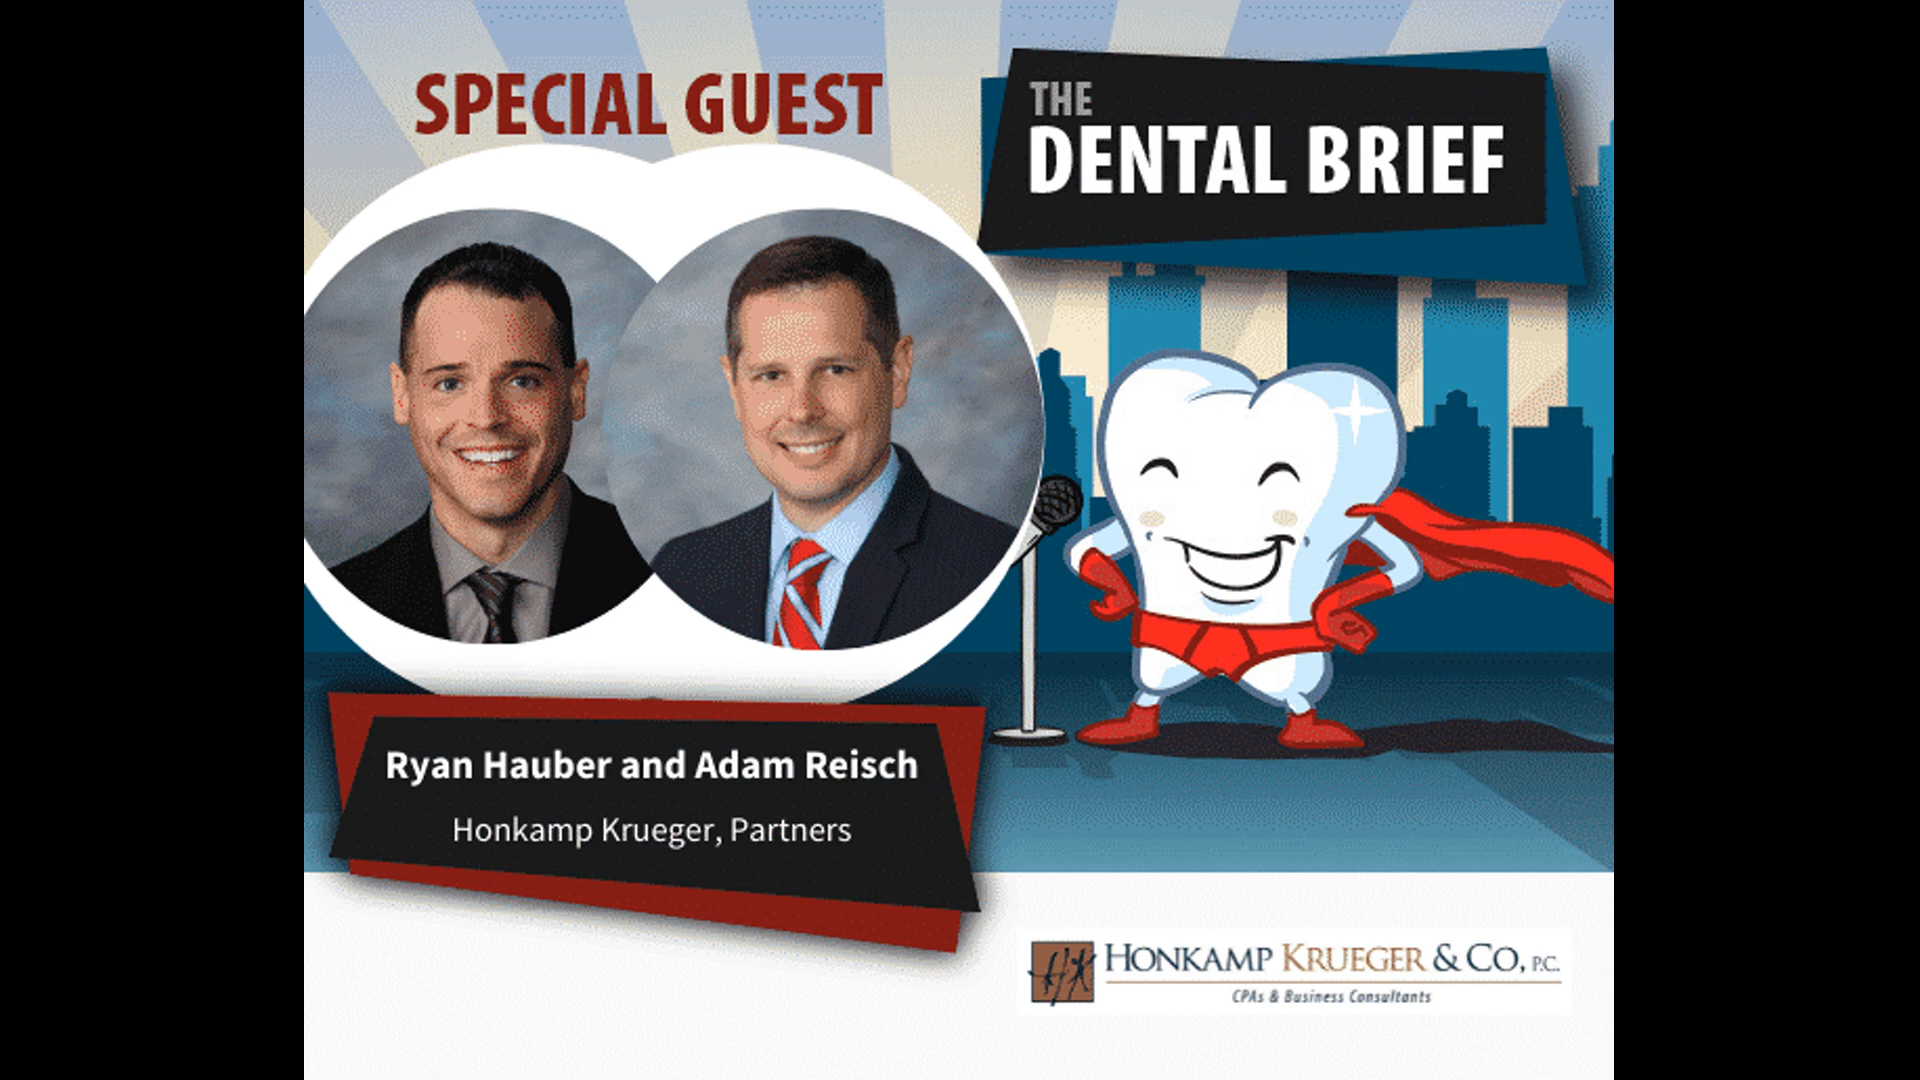 SPECIAL GUEST
THE
DENTAL BRIEF
Ryan Hauber and Adam Reisch
Honkamp Krueger, Partners
HK
HONKAMP KRUEGER & CO, P.C.
CPAs & Business Consultants